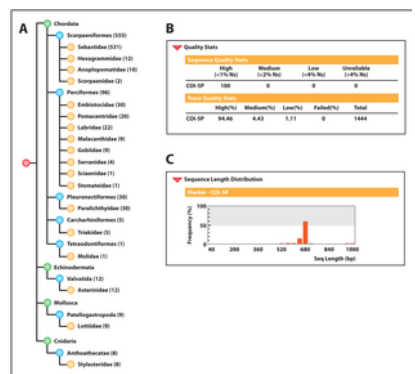 A
Chordata
Scorpaeniformes (555)
Sebastidae (531)
Hexagrammidae (12)
Anoplopomatidae (10)
Scorpaenidae (2)
Perciformes (96)
Embiotocidae (30)
Pomacentridae (20)
Labridae (22)
Malacanthidae (9)
Gobiidae (9)
Serranidae (4)
Sciaenidae (1)
Stromateidae (1)
Pleuronectiformes (30)
Paralichthyidae (30)
Carcharhiniformes (5)
Triakidae (5)
Tetraodontiformes (1)
Molidae (1)
Echinodermata
Valvatida (12)
Asterinidae (12)
Mollusca
Patellogastropoda (9)
Lottiidae (9)
Cnidaria
Anthoathecatae (8)
Stylasteridae (8)
B
Quality Stats
Sequence Quality Stats
High Medium Low Unreliable
(<1% Ns) (<2% Ns) (<4% Ns) (>4% Ns)
COI-5P 100 0 0 0
Trace Quality Stats
High(%) Medium(%) Low(%) Failed(%) Total
COI-5P 94.46 4.43 1.11 0 1444
C
Sequence Length Distribution
Marker - COI-5P
Frequency (%)
100
50
0
40 200 360 520 680 840 1000
Seq Length (bp)